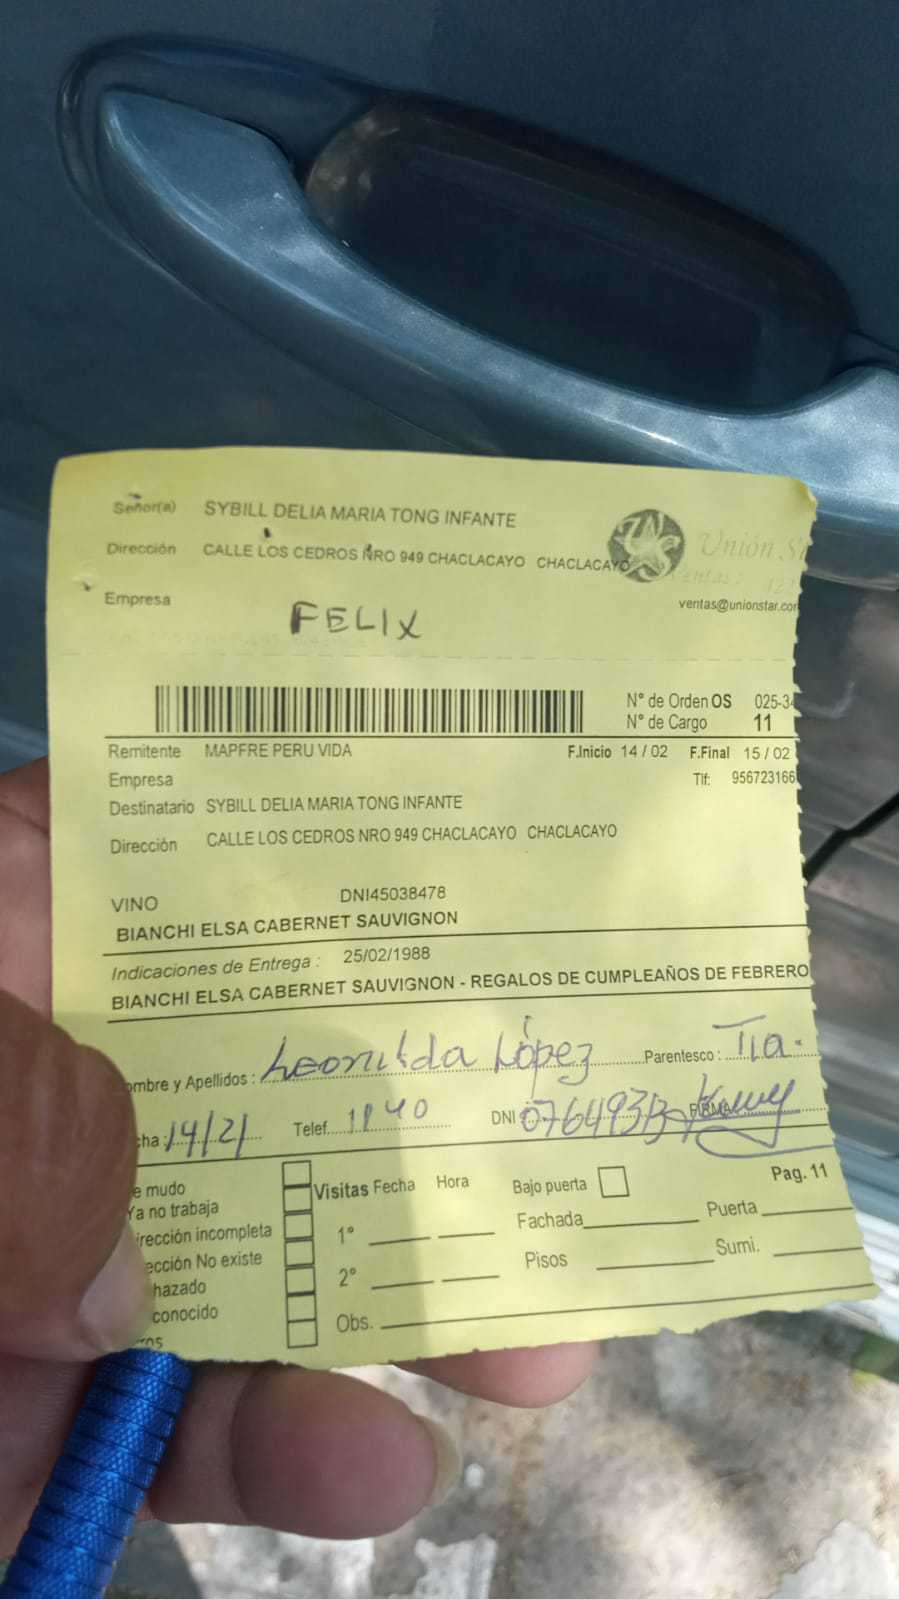 Señor(a) SYBILL DELIA MARIA TONG INFANTE
Dirección CALLE LOS CEDROS NRO 949 CHACLACAYO CHACLACAYO
Unión
Empresa
ventas@unionstar.com
FELIX
N° de Orden OS 025-34
N° de Cargo 11
Remitente MAPFRE PERU VIDA F.Inicio 14 / 02 F.Final 15 / 02
Empresa Tlf: 956723166
Destinatario SYBILL DELIA MARIA TONG INFANTE
Dirección CALLE LOS CEDROS NRO 949 CHACLACAYO CHACLACAYO
VINO DNI45038478
BIANCHI ELSA CABERNET SAUVIGNON
Indicaciones de Entrega : 25/02/1988
BIANCHI ELSA CABERNET SAUVIGNON - REGALOS DE CUMPLEAÑOS DE FEBRERO
ombre y Apellidos : Leonilda López Parentesco : Tia.
cha : 14/21 Telef. 1140 DNI FIRMA
e mudo
Ya no trabaja
irección incompleta
ección No existe
hazado
conocido
ros
Visitas Fecha Hora Bajo puerta Pag. 11
1° Fachada Puerta
2° Pisos Sumi.
Obs.